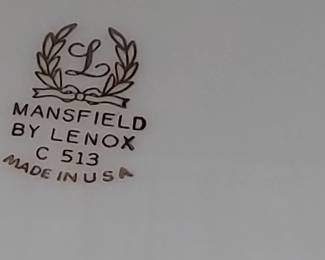 L
MANSFIELD
BY LENOX
C 513
MADE IN USA